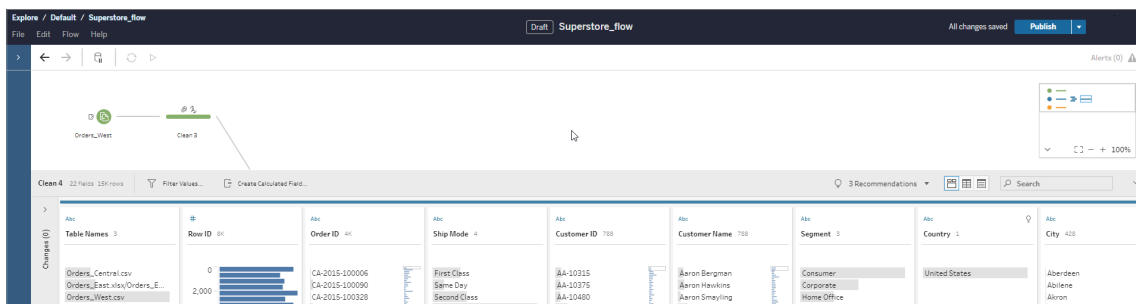 Explore / Default / Superstore_flow
File Edit Flow Help
Draft Superstore_flow
All changes saved Publish
Alerts (0)
Orders_West
Clean 3
100%
Clean 4 22 fields 15K rows Filter Values... Create Calculated Field... 3 Recommendations Search
Changes (0)
Abc # Abc Abc Abc Abc Abc Abc Abc
Table Names 3 Row ID 8K Order ID 4K Ship Mode 4 Customer ID 788 Customer Name 788 Segment 3 Country 1 City 428
Orders_Central.csv 0 CA-2015-100006 First Class AA-10315 Aaron Bergman Consumer United States Aberdeen
Orders_East.xlsx/Orders_E... CA-2015-100090 Same Day AA-10375 Aaron Hawkins Corporate Abilene
Orders_West.csv 2,000 CA-2015-100328 Second Class AA-10480 Aaron Smayling Home Office Akron